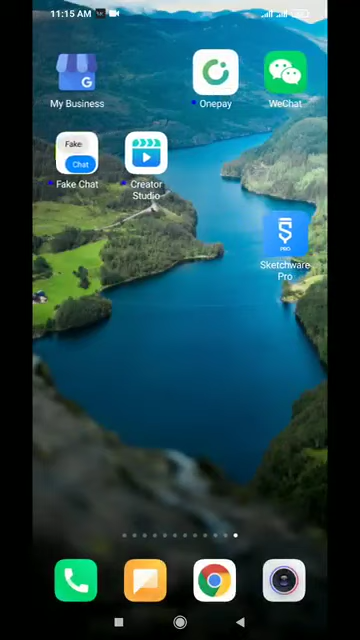 11:15 AM
My Business
Onepay
WeChat
Fake
Chat
Fake Chat
Creator
Studio
PRO
Sketchware
Pro